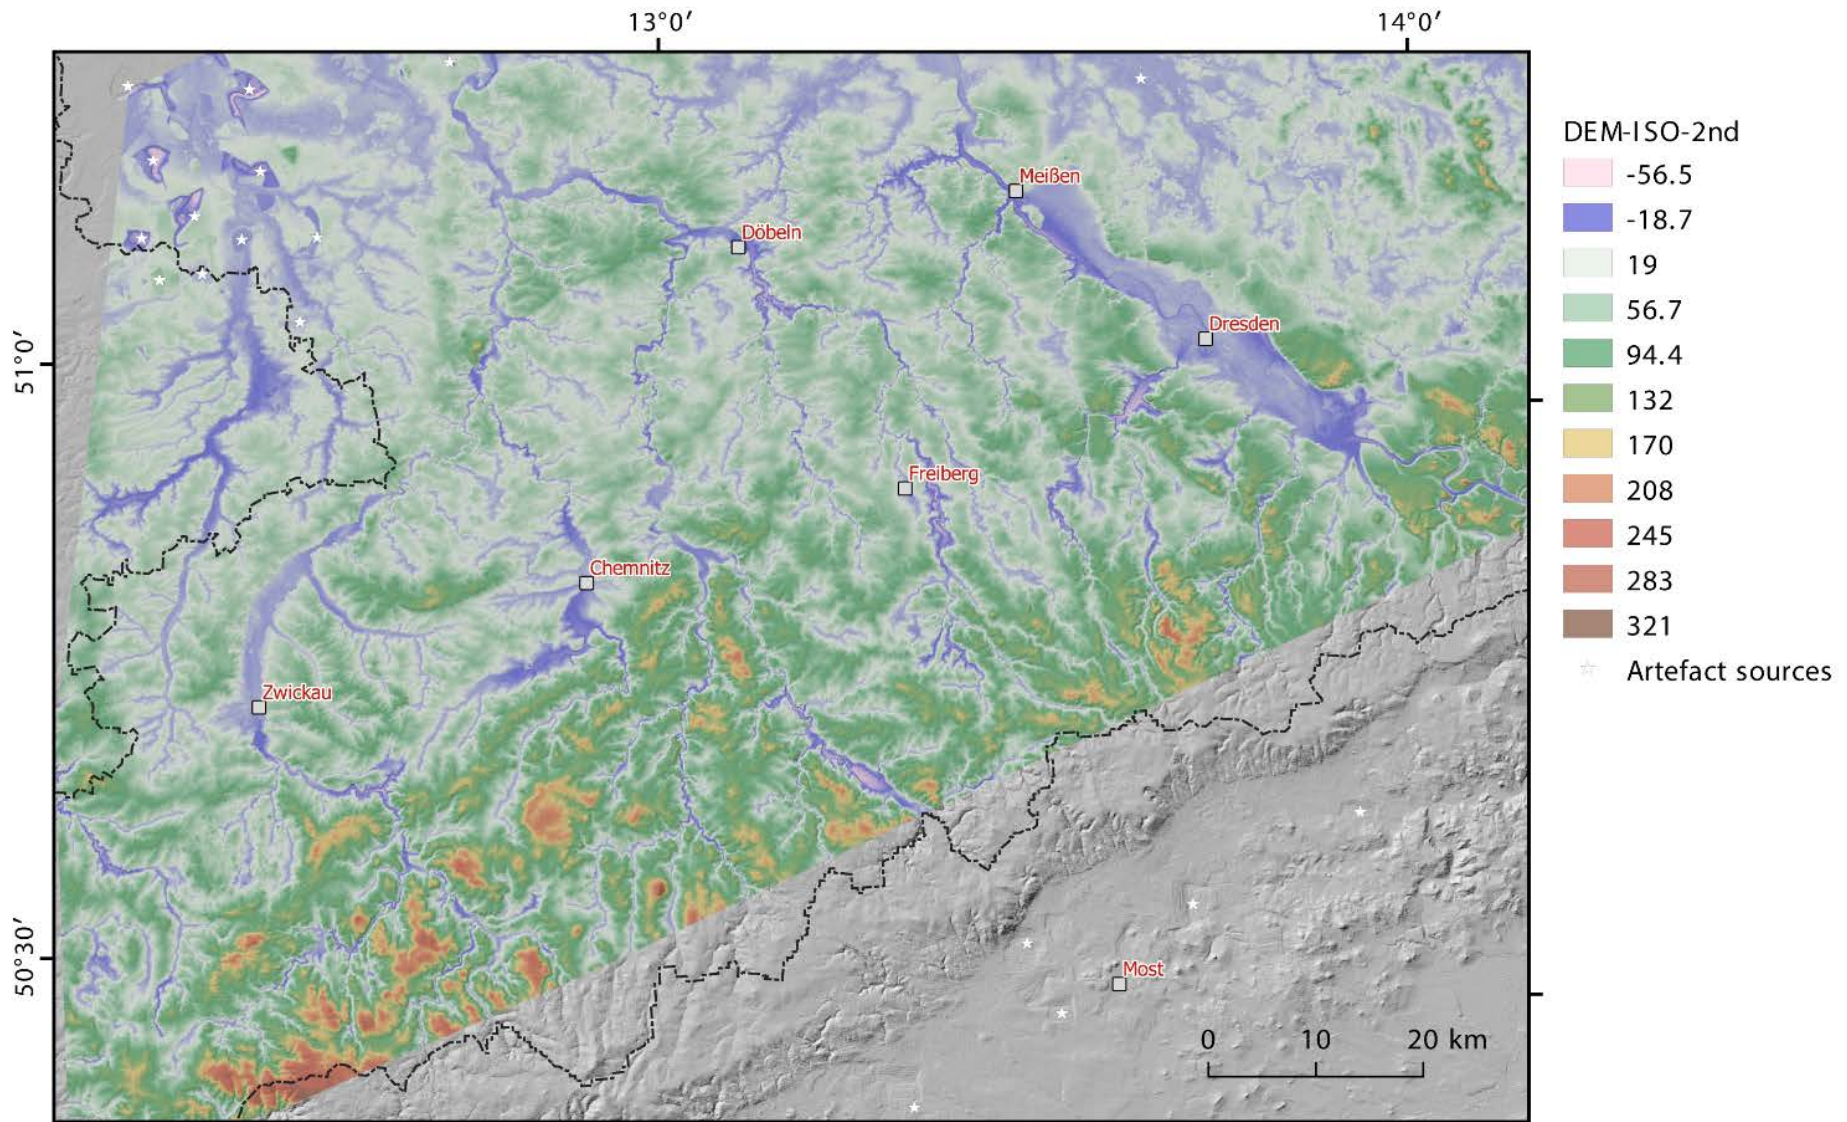 13°0′ 14°0′
DEM-ISO-2nd
-56.5
-18.7
19
56.7
94.4
132
170
208
245
283
321
Artefact sources
Meißen
Döbeln
Dresden
51°0′
Freiberg
Chemnitz
Zwickau
50°30′
Most
0 10 20 km